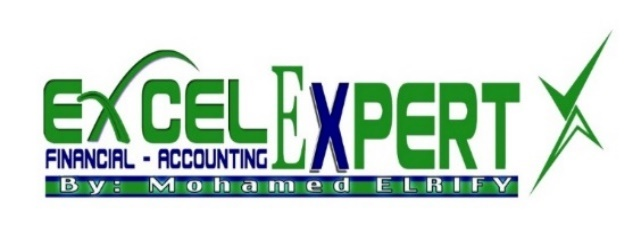 EXCEL EXPERT
FINANCIAL - ACCOUNTING
By: Mohamed ELRIFY